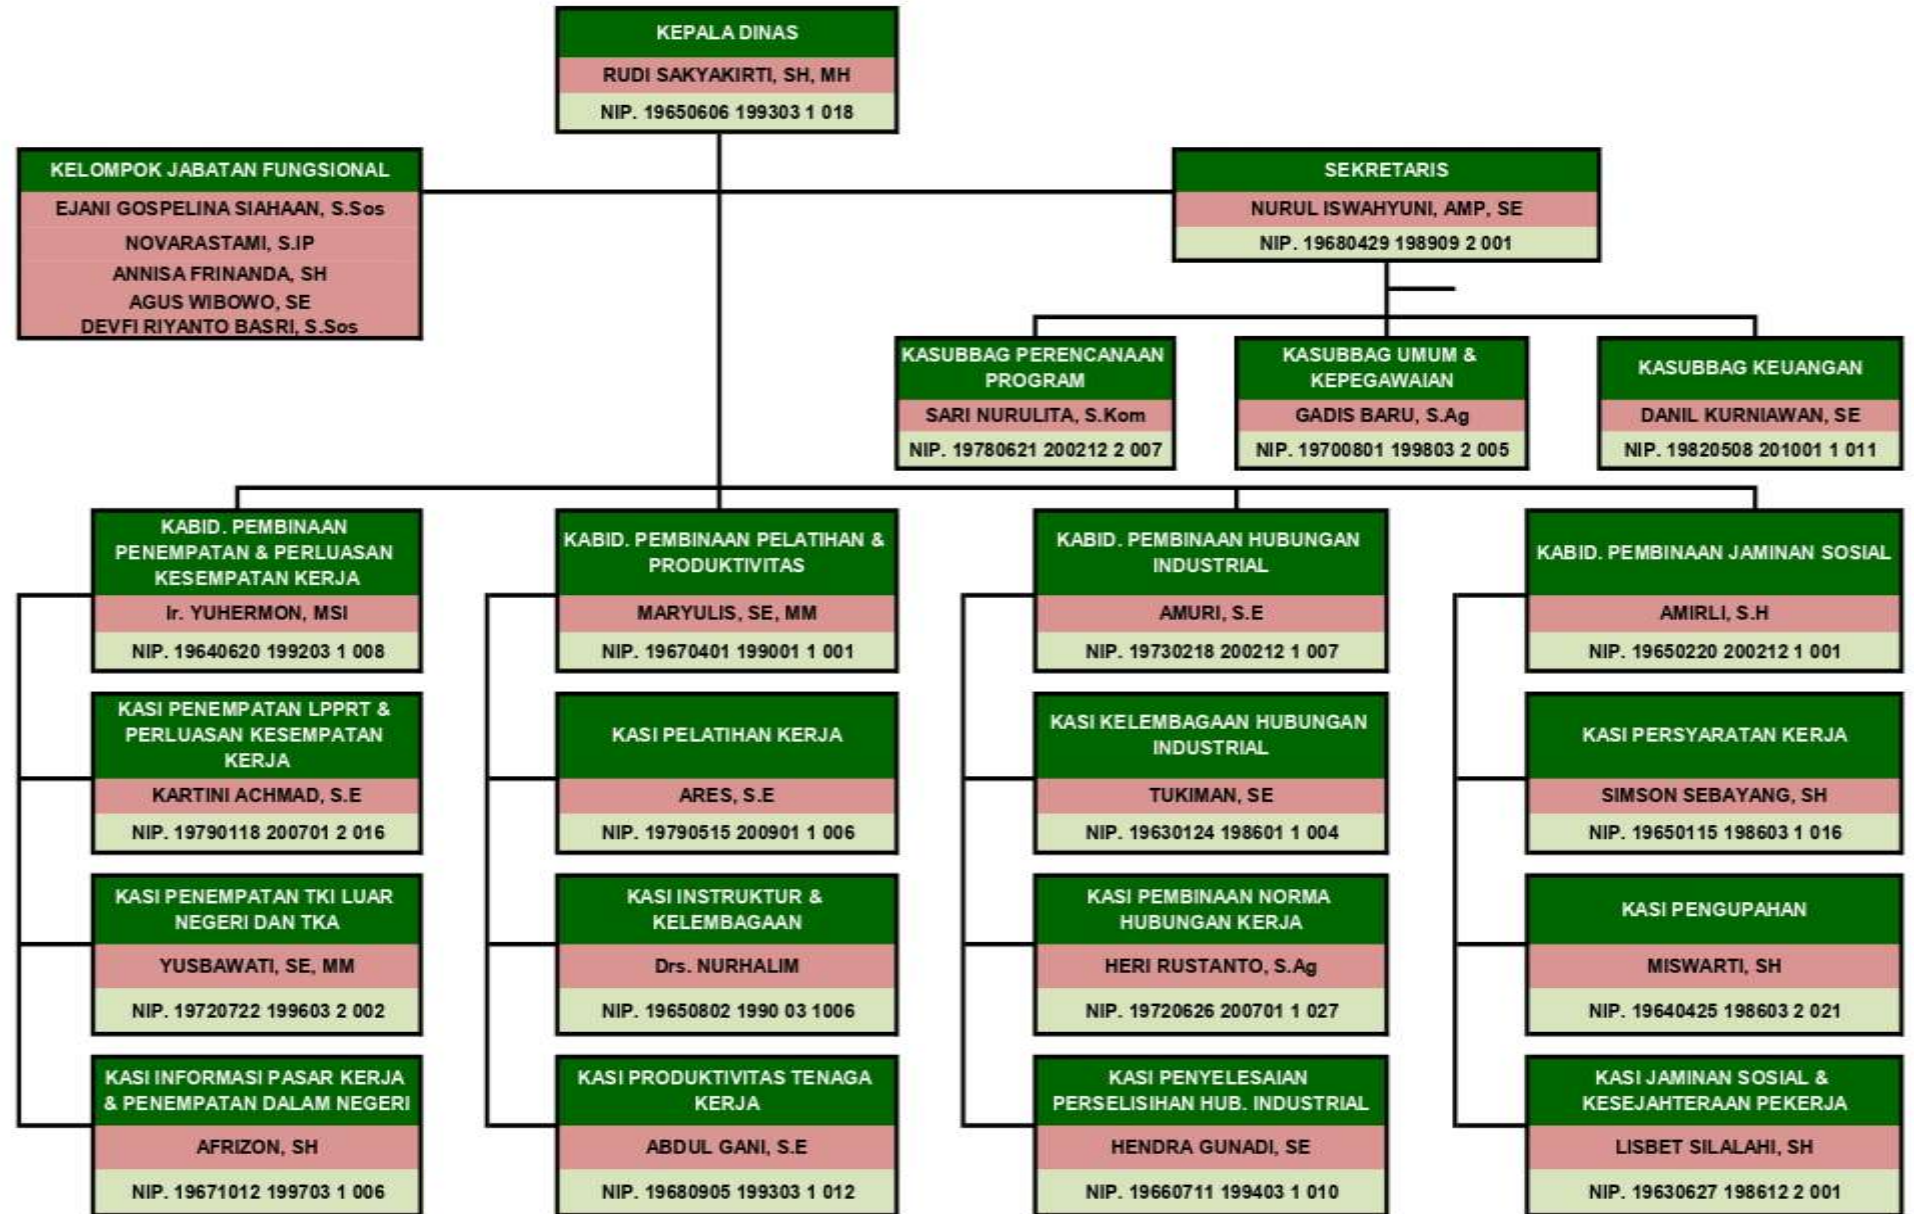 KEPALA DINAS
RUDI SAKYAKIRTI, SH, MH
NIP. 19650606 199303 1 018
KELOMPOK JABATAN FUNGSIONAL
EJANI GOSPELINA SIAHAAN, S.Sos
NOVARASTAMI, S.IP
ANNISA FRINANDA, SH
AGUS WIBOWO, SE
DEVFI RIYANTO BASRI, S.Sos
SEKRETARIS
NURUL ISWAHYUNI, AMP, SE
NIP. 19680429 198909 2 001
KASUBBAG PERENCANAAN
PROGRAM
SARI NURULITA, S.Kom
NIP. 19780621 200212 2 007
KASUBBAG UMUM &
KEPEGAWAIAN
GADIS BARU, S.Ag
NIP. 19700801 199803 2 005
KASUBBAG KEUANGAN
DANIL KURNIAWAN, SE
NIP. 19820508 201001 1 011
KABID. PEMBINAAN
PENEMPATAN & PERLUASAN
KESEMPATAN KERJA
Ir. YUHERMON, MSI
NIP. 19640620 199203 1 008
KASI PENEMPATAN LPPRT &
PERLUASAN KESEMPATAN
KERJA
KARTINI ACHMAD, S.E
NIP. 19790118 200701 2 016
KASI PENEMPATAN TKI LUAR
NEGERI DAN TKA
YUSBAWATI, SE, MM
NIP. 19720722 199603 2 002
KASI INFORMASI PASAR KERJA
& PENEMPATAN DALAM NEGERI
AFRIZON, SH
NIP. 19671012 199703 1 006
KABID. PEMBINAAN PELATIHAN &
PRODUKTIVITAS
MARYULIS, SE, MM
NIP. 19670401 199001 1 001
KASI PELATIHAN KERJA
ARES, S.E
NIP. 19790515 200901 1 006
KASI INSTRUKTUR &
KELEMBAGAAN
Drs. NURHALIM
NIP. 19650802 1990 03 1006
KASI PRODUKTIVITAS TENAGA
KERJA
ABDUL GANI, S.E
NIP. 19680905 199303 1 012
KABID. PEMBINAAN HUBUNGAN
INDUSTRIAL
AMURI, S.E
NIP. 19730218 200212 1 007
KASI KELEMBAGAAN HUBUNGAN
INDUSTRIAL
TUKIMAN, SE
NIP. 19630124 198601 1 004
KASI PEMBINAAN NORMA
HUBUNGAN KERJA
HERI RUSTANTO, S.Ag
NIP. 19720626 200701 1 027
KASI PENYELESAIAN
PERSELISIHAN HUB. INDUSTRIAL
HENDRA GUNADI, SE
NIP. 19660711 199403 1 010
KABID. PEMBINAAN JAMINAN SOSIAL
AMIRLI, S.H
NIP. 19650220 200212 1 001
KASI PERSYARATAN KERJA
SIMSON SEBAYANG, SH
NIP. 19650115 198603 1 016
KASI PENGUPAHAN
MISWARTI, SH
NIP. 19640425 198603 2 021
KASI JAMINAN SOSIAL &
KESEJAHTERAAN PEKERJA
LISBET SILALAHI, SH
NIP. 19630627 198612 2 001